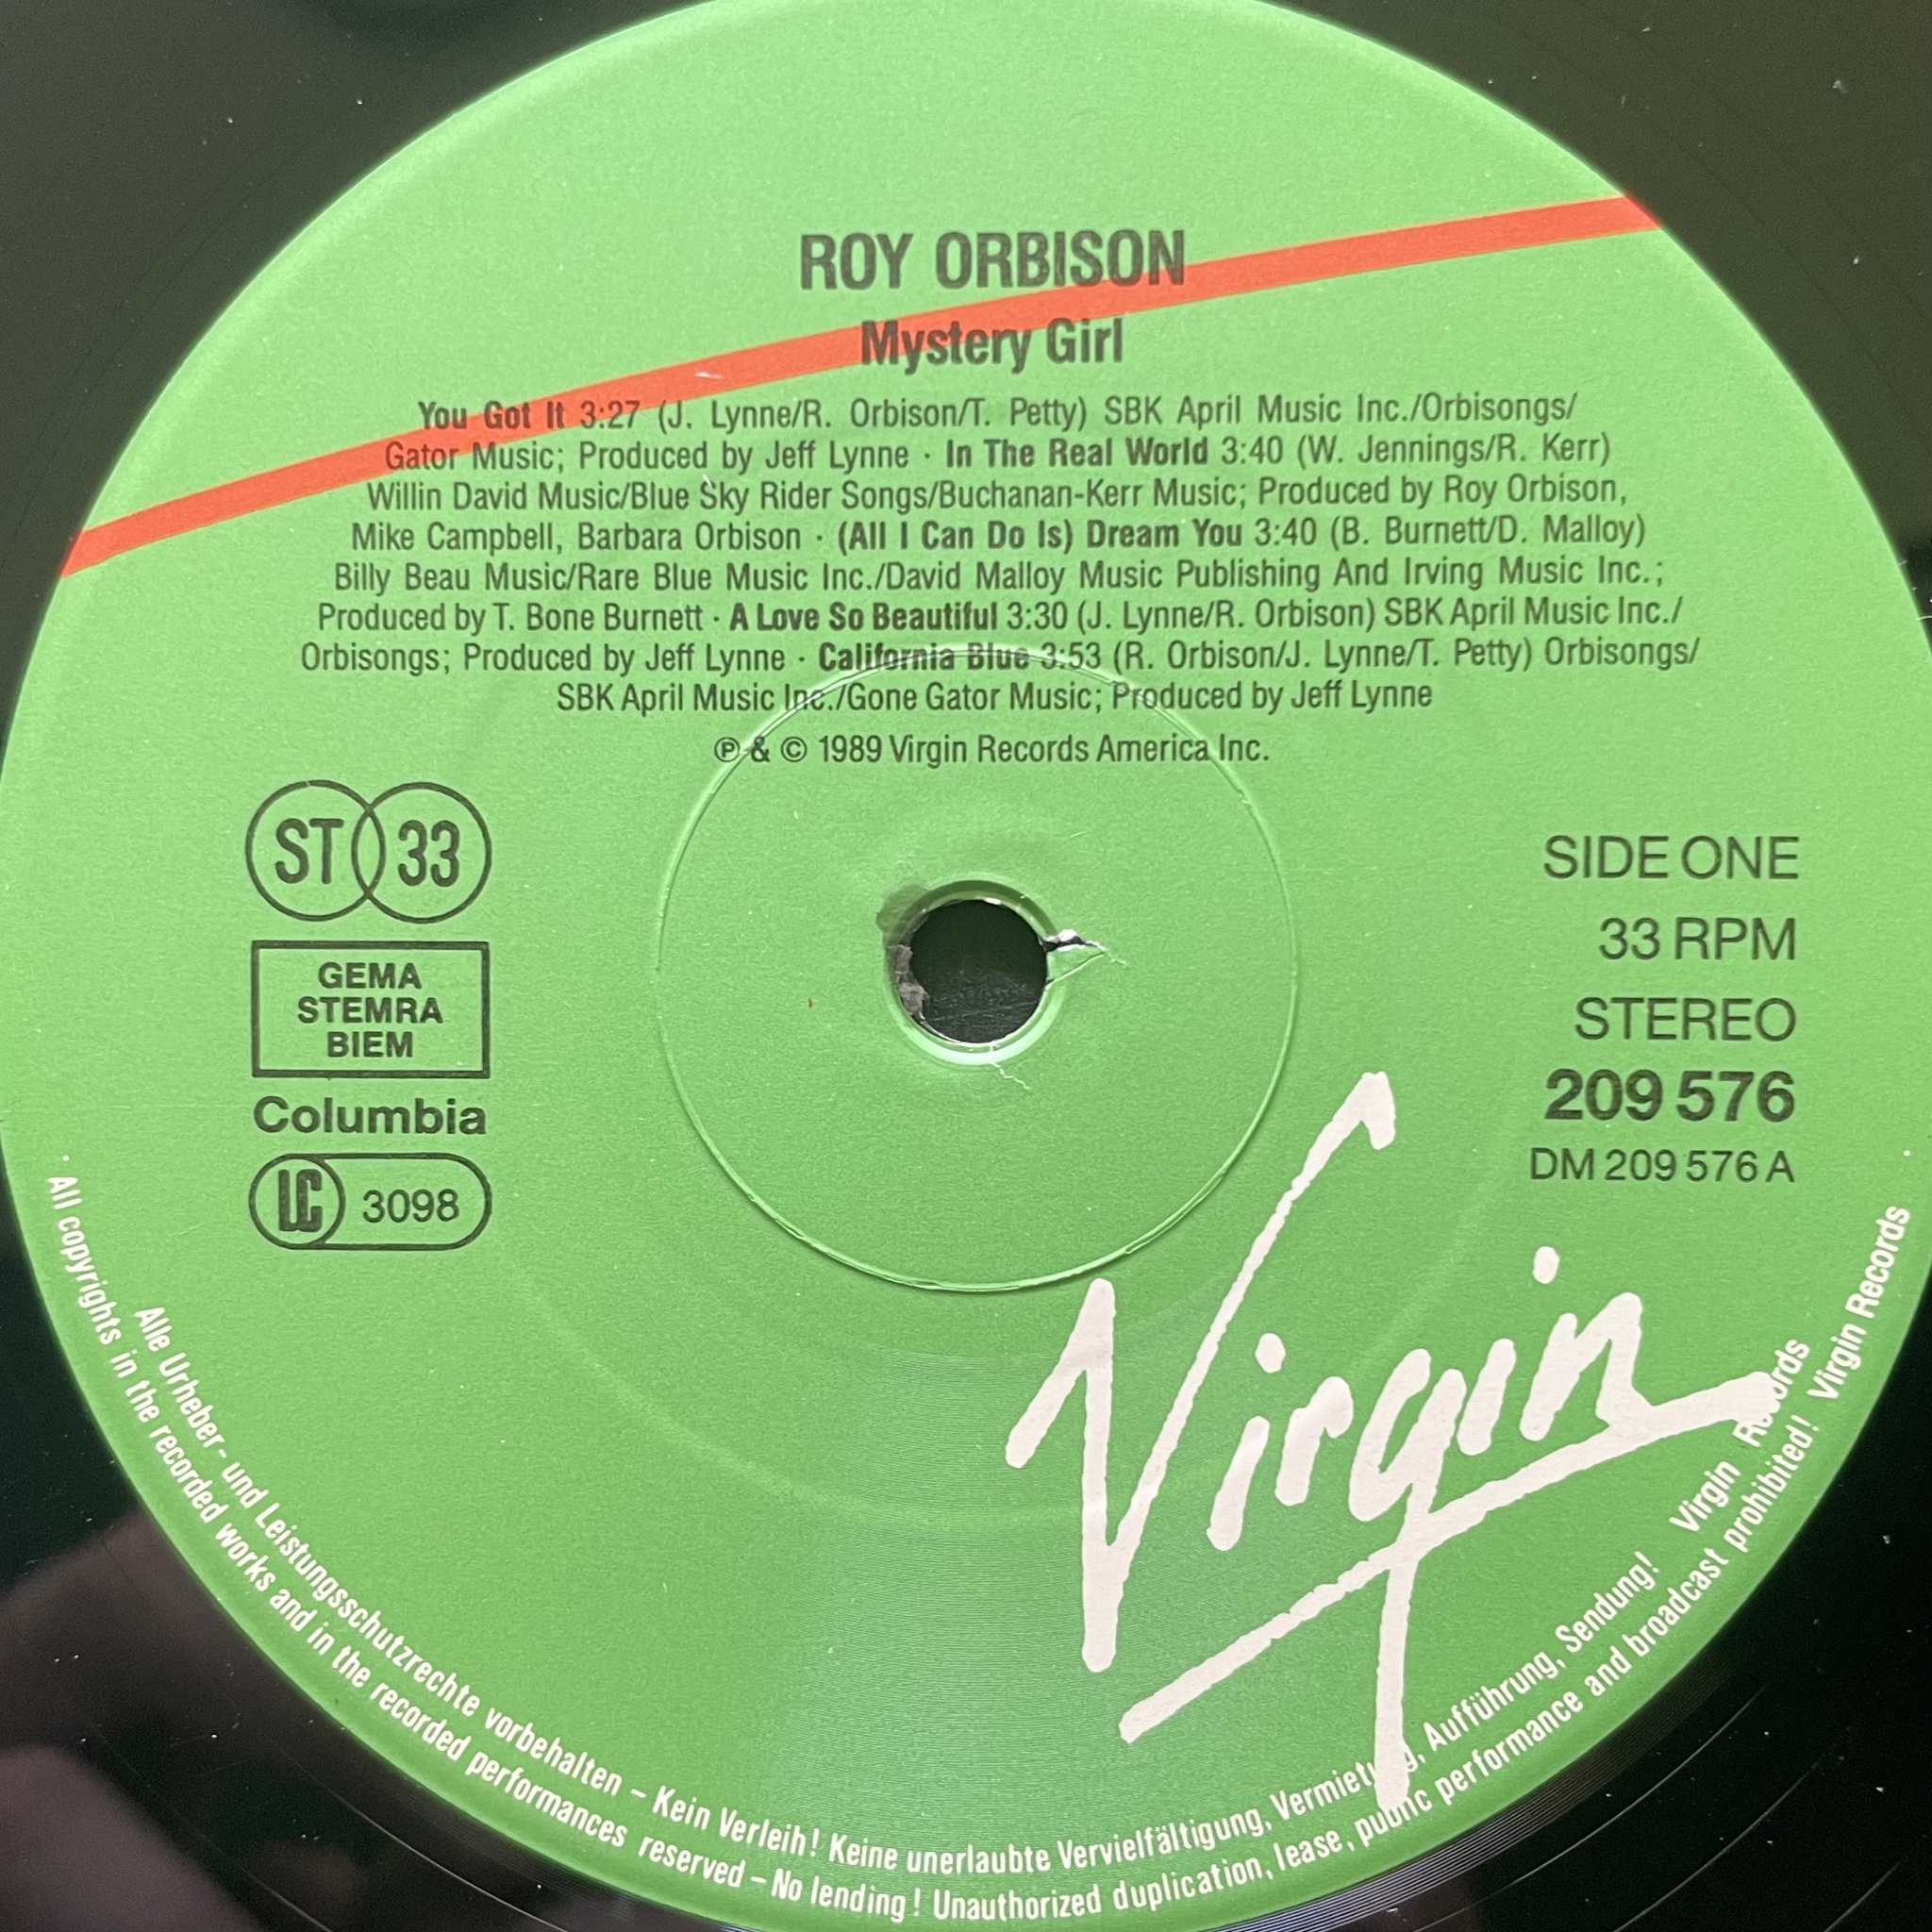 ROY ORBISON
Mystery Girl
You Got It 3:27 (J. Lynne/R. Orbison/T. Petty) SBK April Music Inc./Orbisongs/
Gator Music; Produced by Jeff Lynne · In The Real World 3:40 (W. Jennings/R. Kerr)
Willin David Music/Blue Sky Rider Songs/Buchanan-Kerr Music; Produced by Roy Orbison,
Mike Campbell, Barbara Orbison · (All I Can Do Is) Dream You 3:40 (B. Burnett/D. Malloy)
Billy Beau Music/Rare Blue Music Inc./David Malloy Music Publishing And Irving Music Inc.;
Produced by T. Bone Burnett · A Love So Beautiful 3:30 (J. Lynne/R. Orbison) SBK April Music Inc./
Orbisongs; Produced by Jeff Lynne · California Blue 3:53 (R. Orbison/J. Lynne/T. Petty) Orbisongs/
SBK April Music Inc./Gone Gator Music; Produced by Jeff Lynne
℗ & © 1989 Virgin Records America Inc.
ST 33
GEMA
STEMRA
BIEM
Columbia
LC 3098
SIDE ONE
33 RPM
STEREO
209 576
DM 209 576 A
Virgin
Alle Urheber- und Leistungsschutzrechte vorbehalten – Kein Verleih! Keine unerlaubte Vervielfältigung, Vermietung, Aufführung, Sendung! Virgin Records
All copyrights in the recorded works and in the recorded performances reserved – No lending! Unauthorized duplication, lease, public performance and broadcast prohibited! Virgin Records